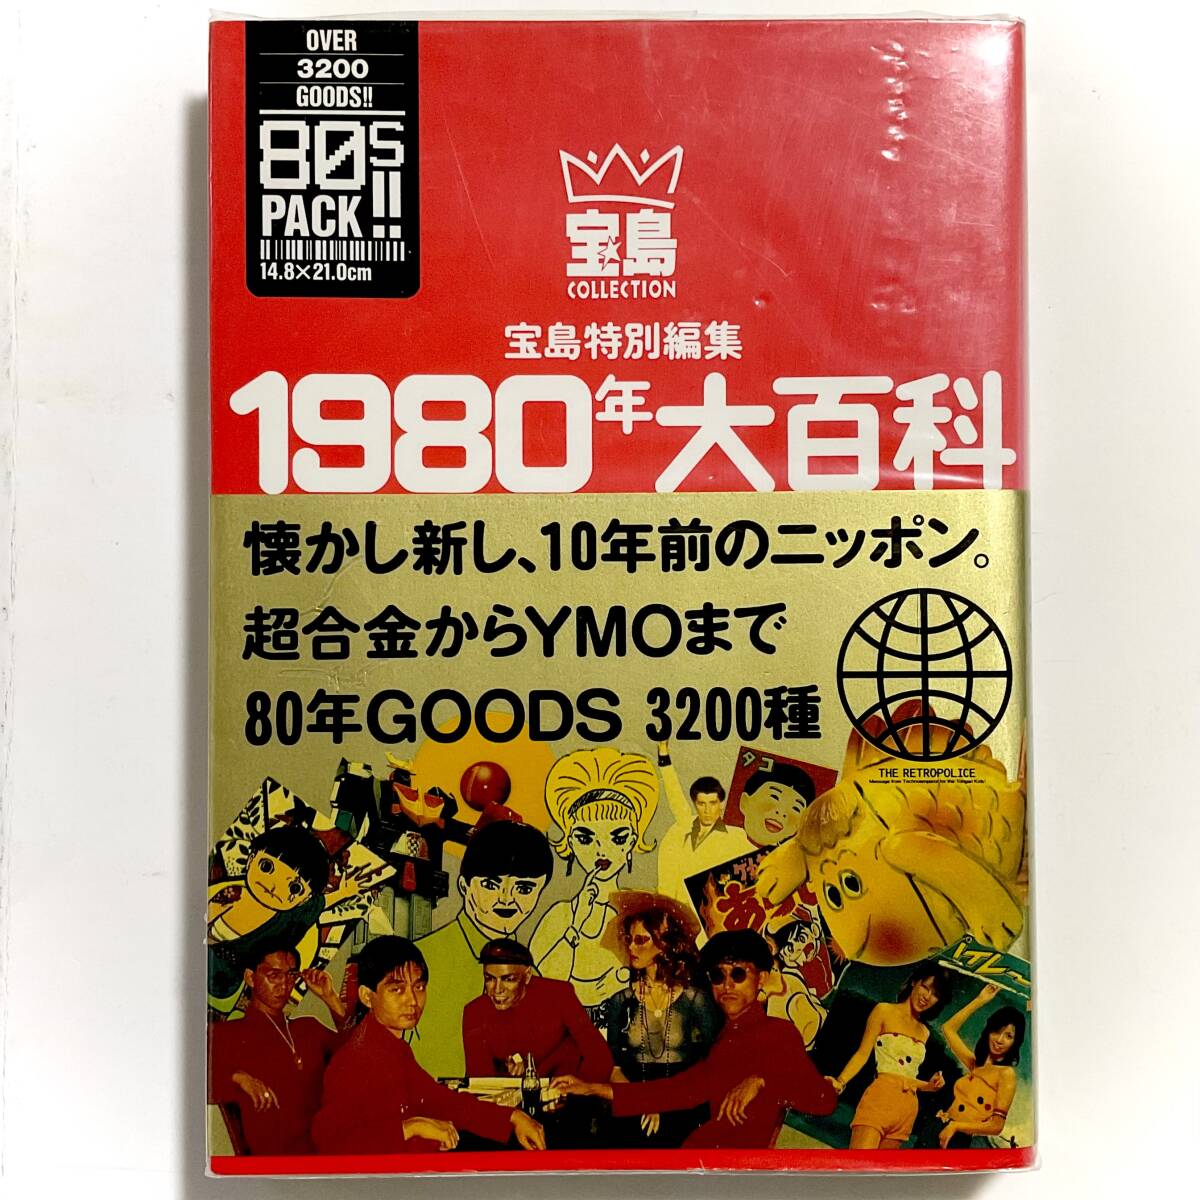 OVER
3200
GOODS!!
80s!!
PACK
14.8×21.0cm
宝島
COLLECTION
宝島特別編集
1980年大百科
懐かし新し、10年前のニッポン。
超合金からYMOまで
80年GOODS 3200種
THE RETROPOLICE
タコ